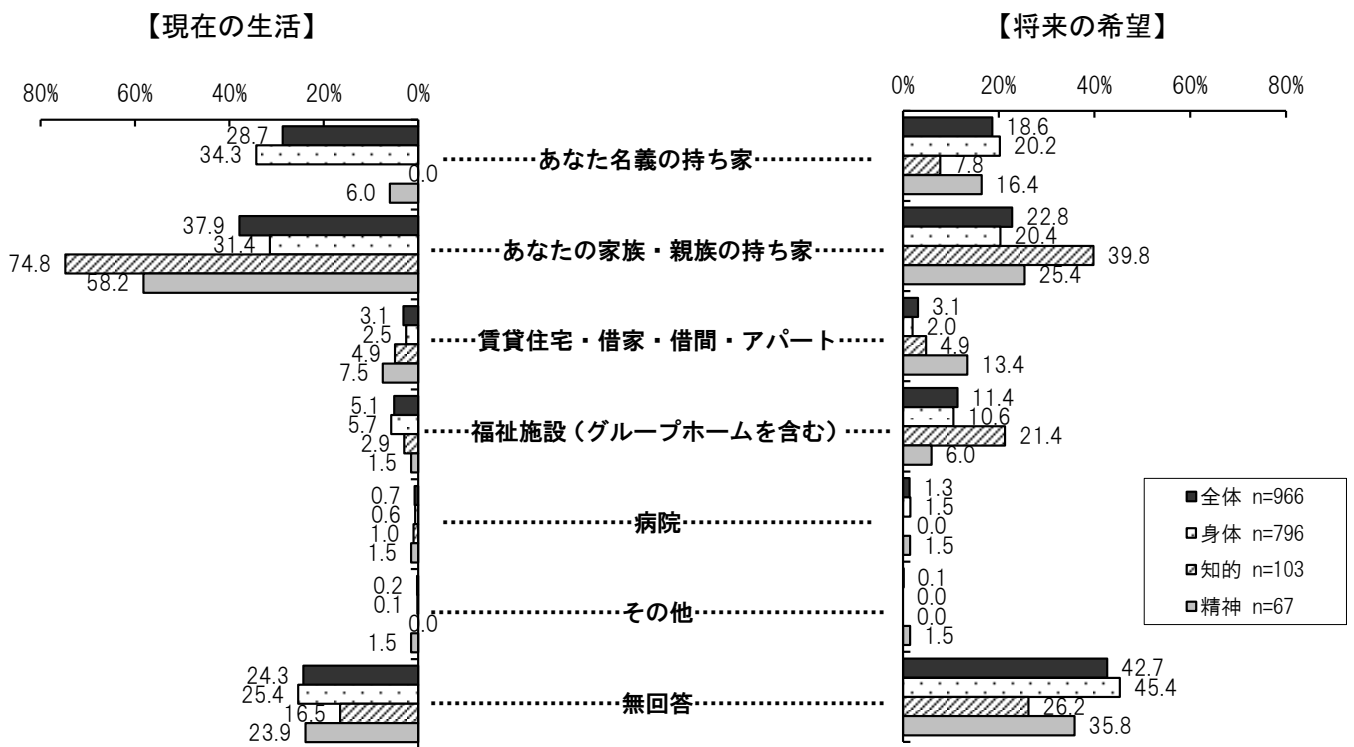 【現在の生活】
【将来の希望】
80% 60% 40% 20% 0%
0% 20% 40% 60% 80%
28.7 18.6
34.3 あなた名義の持ち家 20.2
0.0 7.8
6.0 16.4
37.9 22.8
31.4 あなたの家族・親族の持ち家 20.4
74.8 39.8
58.2 25.4
3.1 3.1
2.5 賃貸住宅・借家・借間・アパート 2.0
4.9 4.9
7.5 13.4
5.1 11.4
5.7 福祉施設(グループホームを含む) 10.6
2.9 21.4
1.5 6.0
0.7 1.3
0.6 病院 1.5
1.0 0.0
1.5 1.5
0.2 0.1
0.1 その他 0.0
0.0 0.0
1.5 1.5
24.3 42.7
25.4 無回答 45.4
16.5 26.2
23.9 35.8
全体 n=966
身体 n=796
知的 n=103
精神 n=67